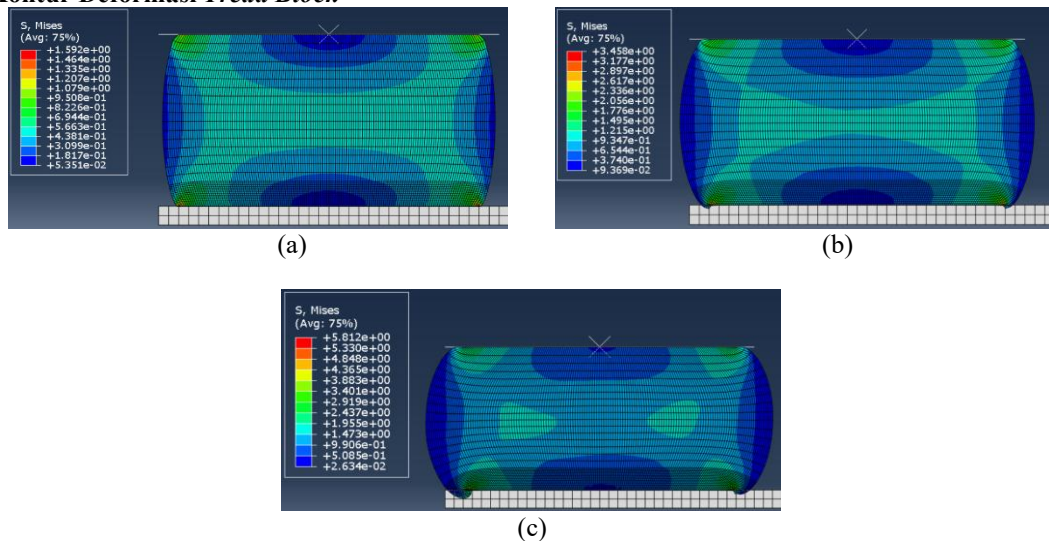 Kontur Deformasi Tread Block
S, Mises
(Avg: 75%)
+1.592e+00
+1.464e+00
+1.335e+00
+1.207e+00
+1.079e+00
+9.508e-01
+8.226e-01
+6.944e-01
+5.663e-01
+4.381e-01
+3.099e-01
+1.817e-01
+5.351e-02
(a)
S, Mises
(Avg: 75%)
+3.458e+00
+3.177e+00
+2.897e+00
+2.617e+00
+2.336e+00
+2.056e+00
+1.776e+00
+1.495e+00
+1.215e+00
+9.347e-01
+6.544e-01
+3.740e-01
+9.369e-02
(b)
S, Mises
(Avg: 75%)
+5.812e+00
+5.330e+00
+4.848e+00
+4.365e+00
+3.883e+00
+3.401e+00
+2.919e+00
+2.437e+00
+1.955e+00
+1.473e+00
+9.906e-01
+5.085e-01
+2.634e-02
(c)